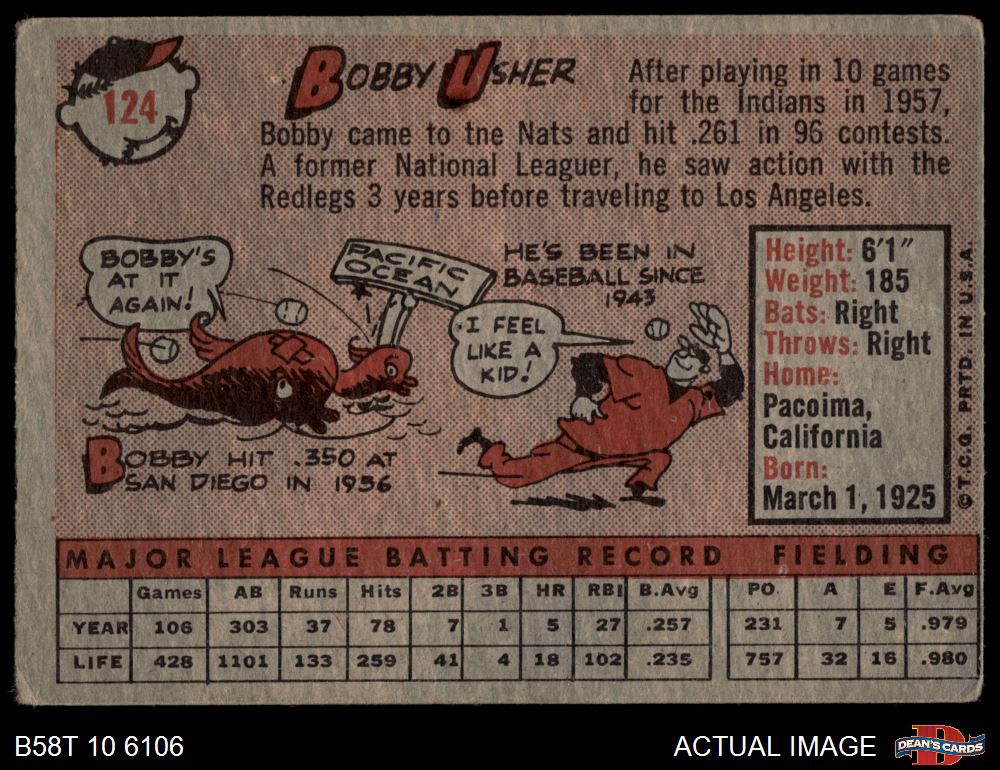 124
BOBBY USHER
After playing in 10 games
for the Indians in 1957,
Bobby came to tne Nats and hit .261 in 96 contests.
A former National Leaguer, he saw action with the
Redlegs 3 years before traveling to Los Angeles.
BOBBY'S
AT IT
AGAIN!
PACIFIC
OCEAN
HE'S BEEN IN
BASEBALL SINCE
1943
I FEEL
LIKE A
KID!
BOBBY HIT .350 AT
SAN DIEGO IN 1956
Height: 6'1"
Weight: 185
Bats: Right
Throws: Right
Home:
Pacoima,
California
Born:
March 1, 1925
© T.C.G. PRTD. IN U.S.A.
MAJOR LEAGUE BATTING RECORD FIELDING
Games AB Runs Hits 2B 3B HR RBI B.Avg PO. A E F.Avg
YEAR 106 303 37 78 7 1 5 27 .257 231 7 5 .979
LIFE 428 1101 133 259 41 4 18 102 .235 757 32 16 .980
B58T 10 6106
ACTUAL IMAGE
DEAN'S CARDS